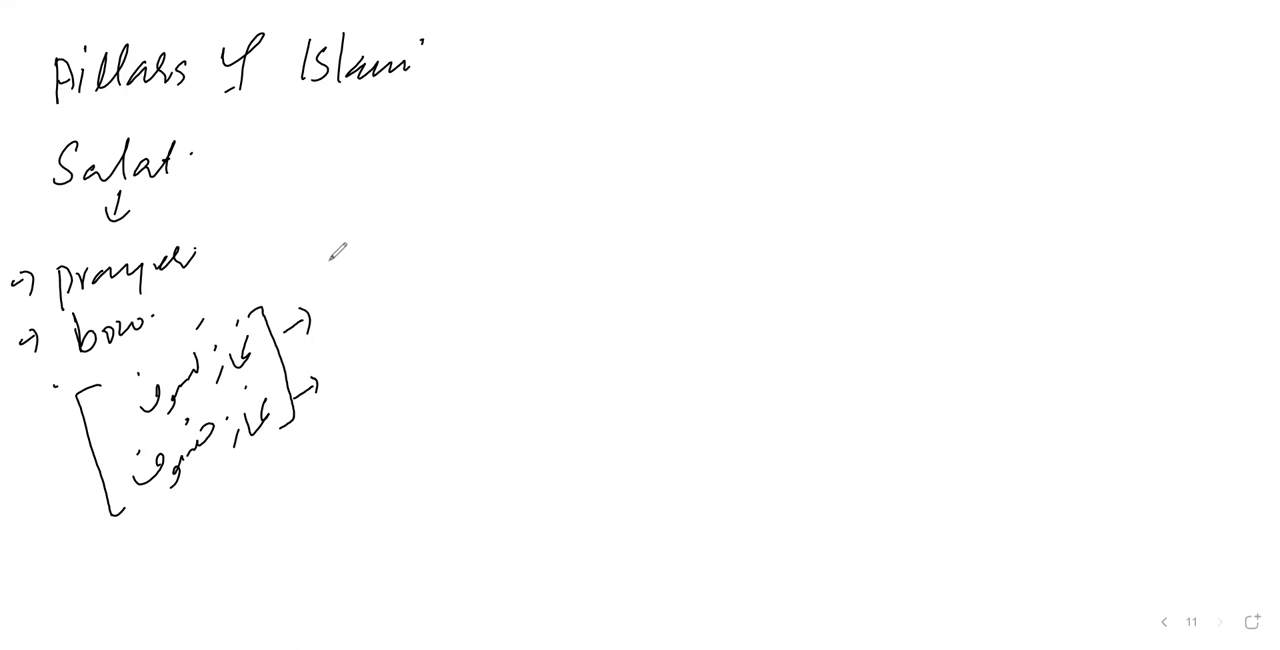 Pillars of Islam
Salat.
↓
→ prayer
→ bow.
نماز کسوف →
نماز خسوف →
11